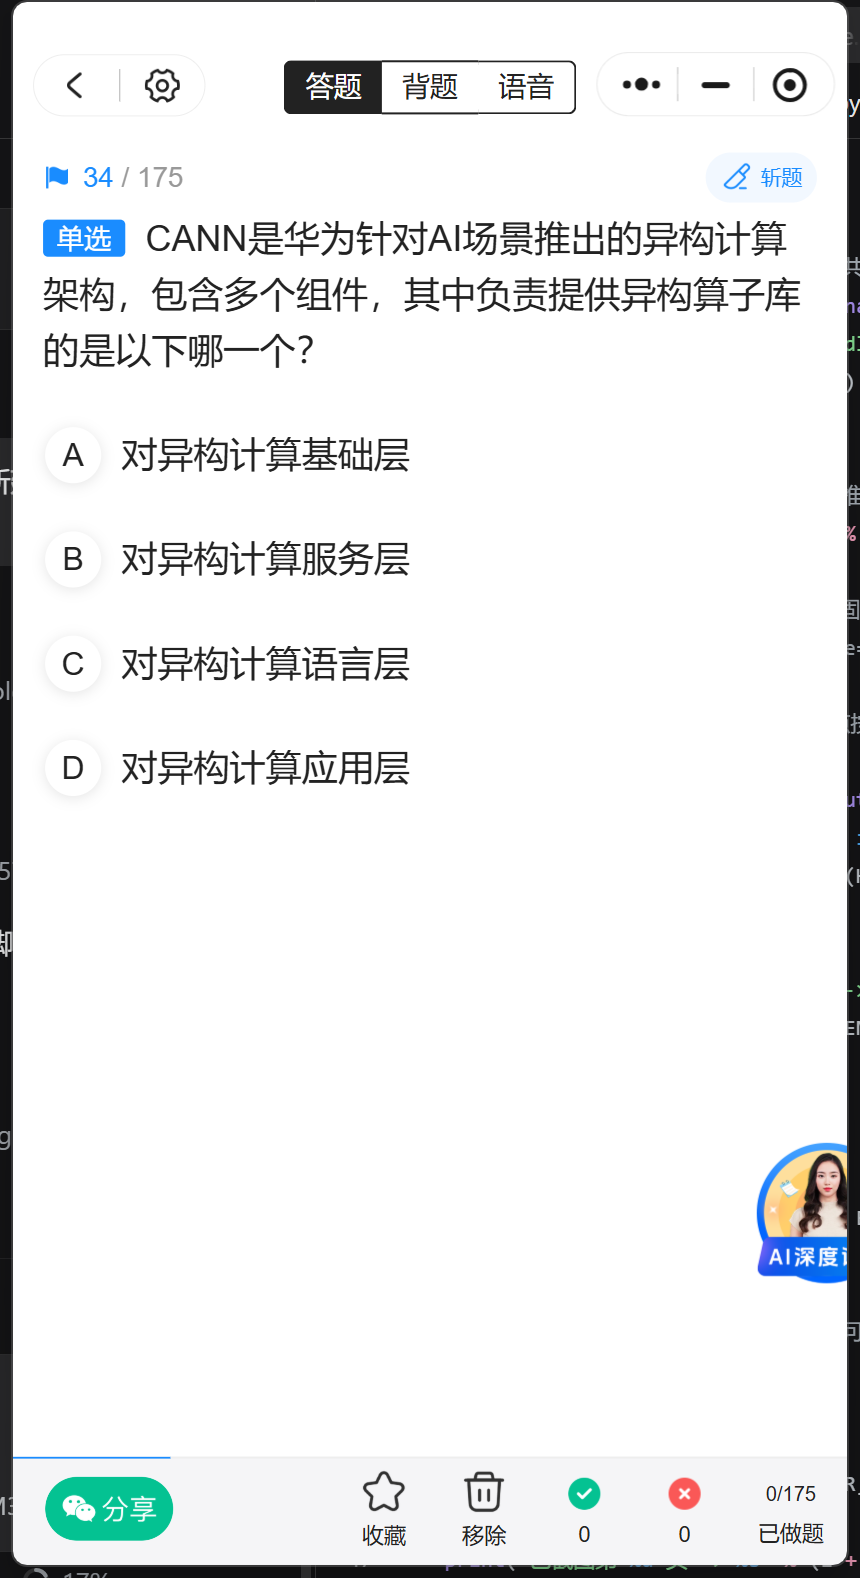 答题 背题 语音
34 / 175
斩题
单选 CANN是华为针对AI场景推出的异构计算
架构，包含多个组件，其中负责提供异构算子库
的是以下哪一个？
A 对异构计算基础层
B 对异构计算服务层
C 对异构计算语言层
D 对异构计算应用层
AI深度
分享
收藏
移除
0
0
0/175
已做题